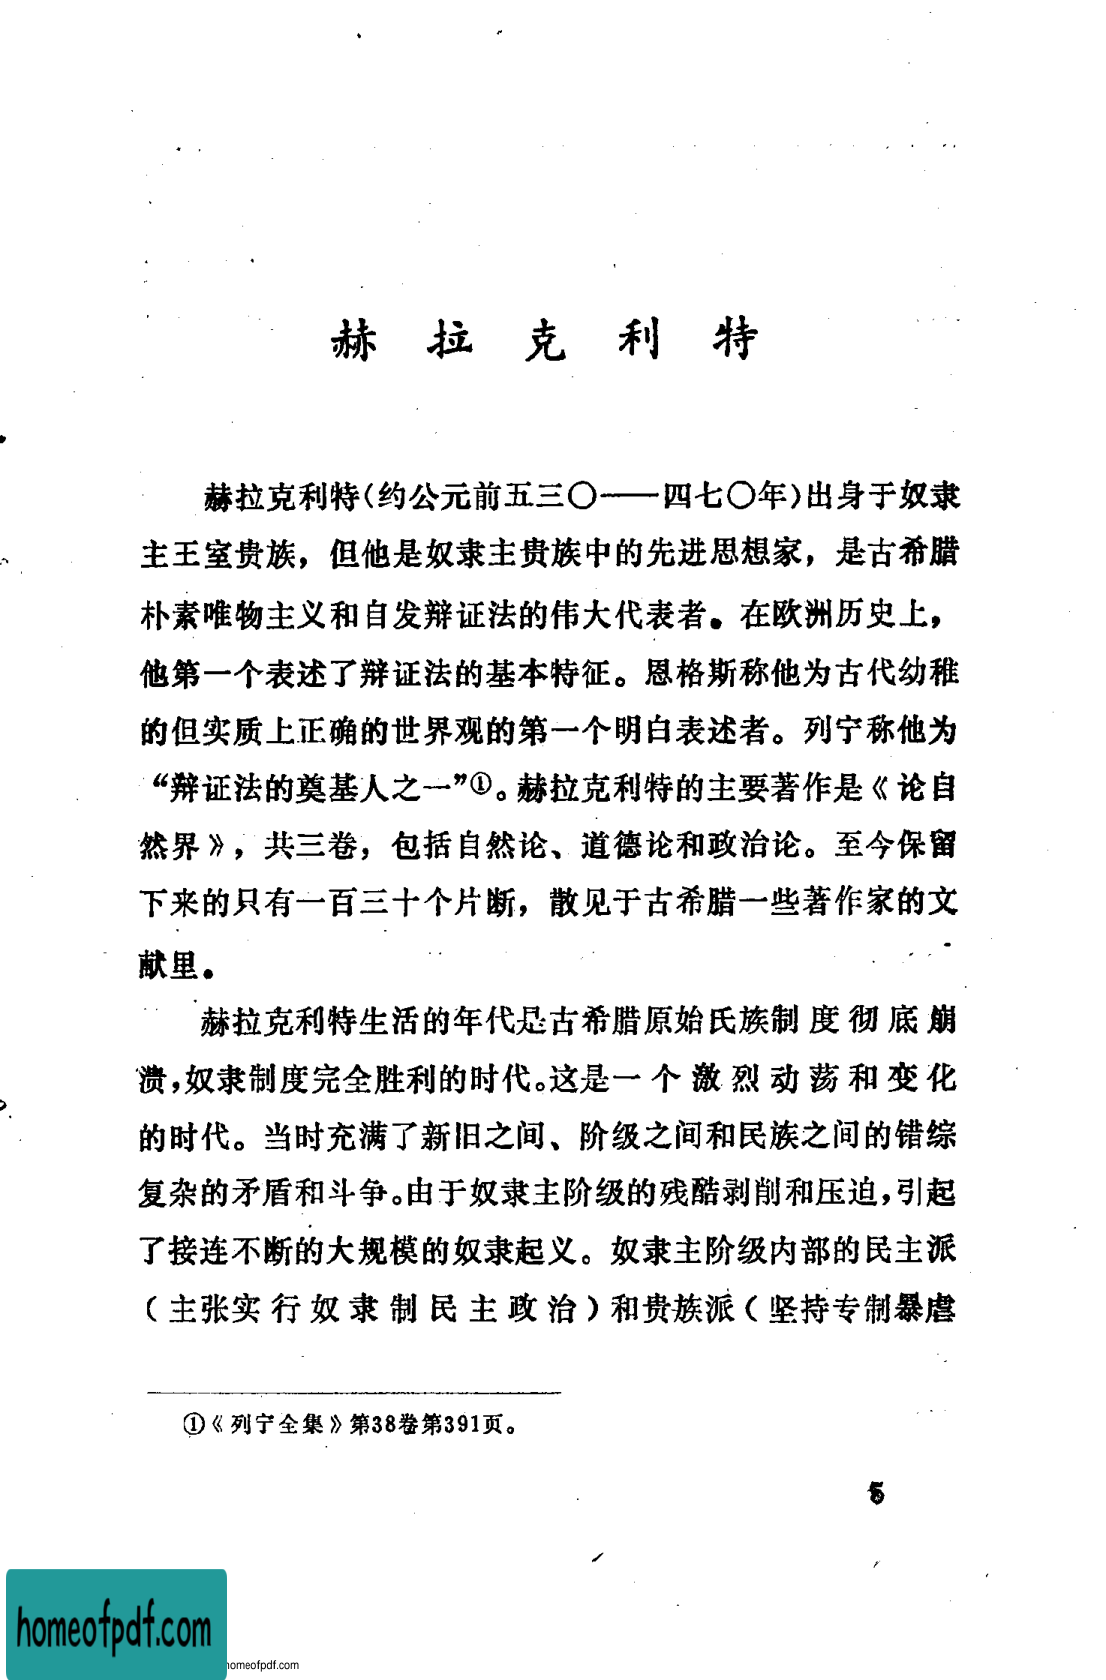 赫拉克利特
赫拉克利特(约公元前五三〇——四七〇年)出身于奴隶
主王室贵族，但他是奴隶主贵族中的先进思想家，是古希腊
朴素唯物主义和自发辩证法的伟大代表者。在欧洲历史上，
他第一个表述了辩证法的基本特征。恩格斯称他为古代幼稚
的但实质上正确的世界观的第一个明白表述者。列宁称他为
“辩证法的奠基人之一”①。赫拉克利特的主要著作是《论自
然界》，共三卷，包括自然论、道德论和政治论。至今保留
下来的只有一百三十个片断，散见于古希腊一些著作家的文
献里。
赫拉克利特生活的年代是古希腊原始氏族制度彻底崩
溃，奴隶制度完全胜利的时代。这是一个激烈动荡和变化
的时代。当时充满了新旧之间、阶级之间和民族之间的错综
复杂的矛盾和斗争。由于奴隶主阶级的残酷剥削和压迫，引起
了接连不断的大规模的奴隶起义。奴隶主阶级内部的民主派
(主张实行奴隶制民主政治)和贵族派(坚持专制暴虐
①《列宁全集》第38卷第391页。
5
homeofpdf.com
homeofpdf.com